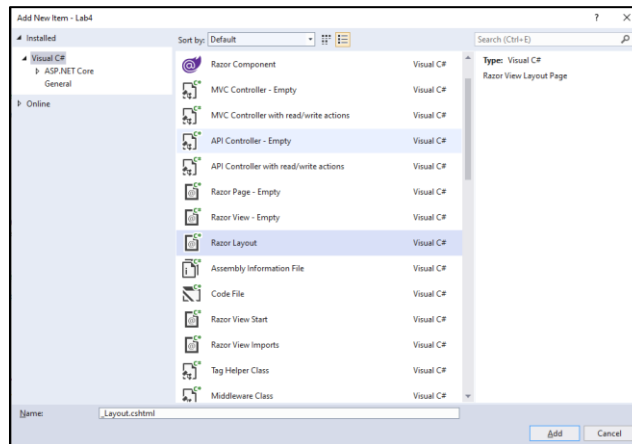 Add New Item - Lab4
? ×
Installed
Sort by: Default
Search (Ctrl+E)
Visual C#
ASP.NET Core
General
Online
Razor Component Visual C#
MVC Controller - Empty Visual C#
MVC Controller with read/write actions Visual C#
API Controller - Empty Visual C#
API Controller with read/write actions Visual C#
Razor Page - Empty Visual C#
Razor View - Empty Visual C#
Razor Layout Visual C#
Assembly Information File Visual C#
Code File Visual C#
Razor View Start Visual C#
Razor View Imports Visual C#
Tag Helper Class Visual C#
Middleware Class Visual C#
Type: Visual C#
Razor View Layout Page
Name: _Layout.cshtml
Add Cancel